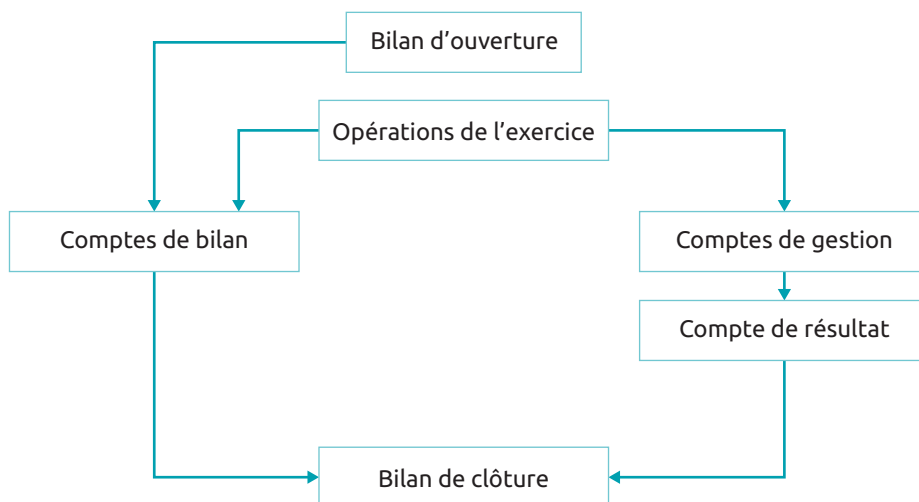 Bilan d’ouverture
Opérations de l’exercice
Comptes de bilan
Comptes de gestion
Compte de résultat
Bilan de clôture